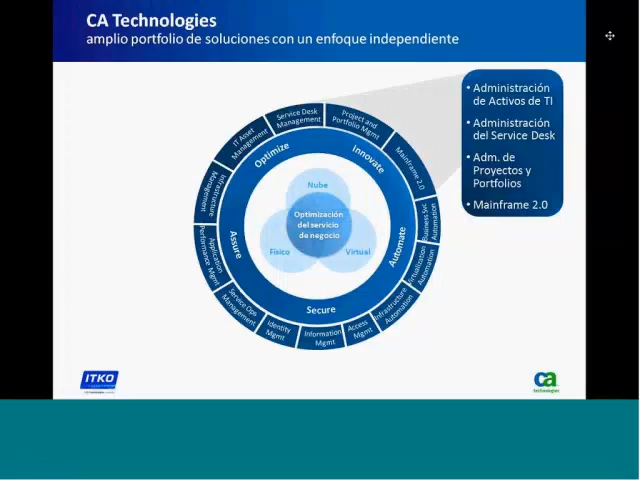 CA Technologies
amplio portfolio de soluciones con un enfoque independiente
• Administración
de Activos de TI
• Administración
del Service Desk
• Adm. de
Proyectos y
Portfolios
• Mainframe 2.0
Service Desk
Management
Project and
Portfolio Mgmt
Mainframe 2.0
Business Svc
Automation
Virtualization
Automation
Infrastructure
Automation
Access
Mgmt
Information
Mgmt
Identity
Mgmt
Service Ops
Management
Application
Performance Mgmt
Infrastructure
Management
IT Asset
Management
Optimize
Innovate
Automate
Secure
Assure
Nube
Optimización
del servicio
de negocio
Físico
Virtual
ITKO
ca
technologies